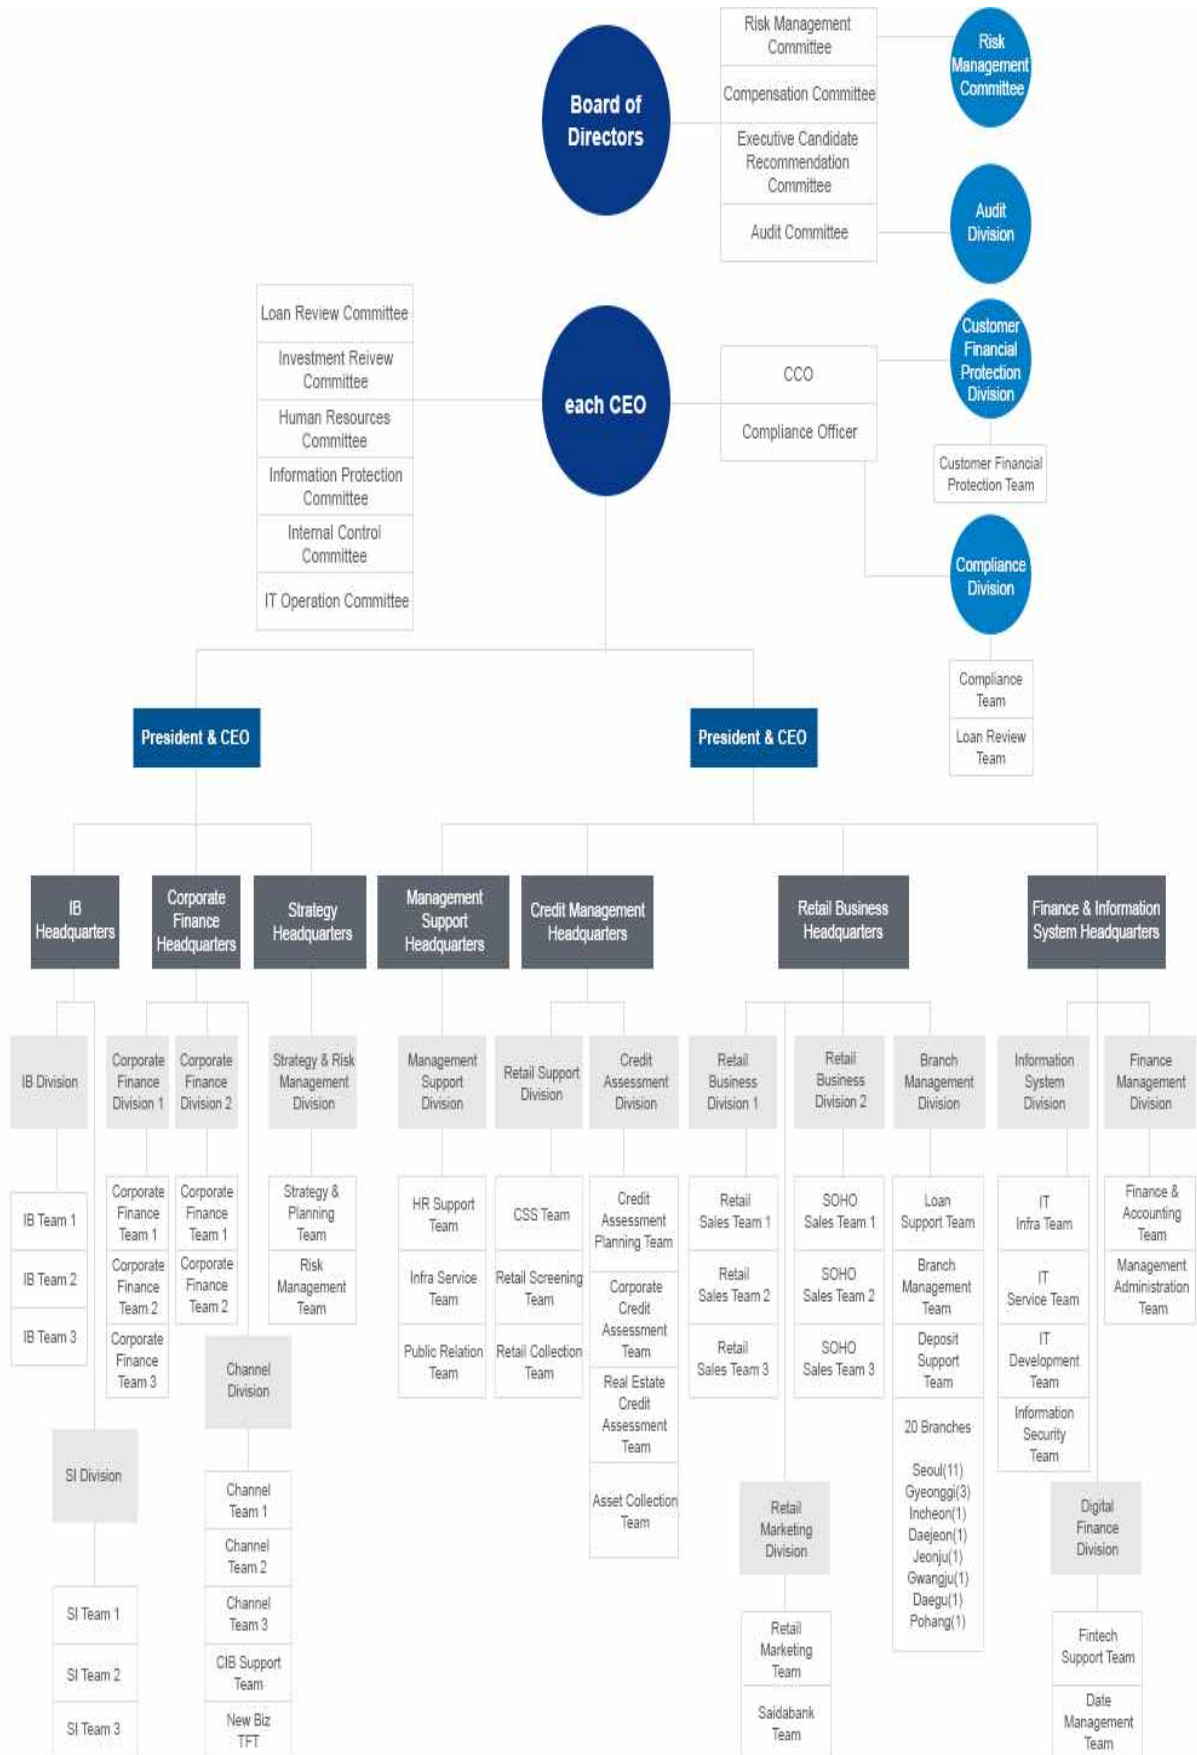 Board of
Directors
Risk Management
Committee
Compensation Committee
Executive Candidate
Recommendation
Committee
Audit Committee
Risk
Management
Committee
Audit
Division
Loan Review Committee
Investment Reivew
Committee
Human Resources
Committee
Information Protection
Committee
Internal Control
Committee
IT Operation Committee
each CEO
CCO
Compliance Officer
Customer
Financial
Protection
Division
Customer Financial
Protection Team
Compliance
Division
Compliance
Team
Loan Review
Team
President & CEO
President & CEO
IB
Headquarters
Corporate
Finance
Headquarters
Strategy
Headquarters
Management
Support
Headquarters
Credit Management
Headquarters
Retail Business
Headquarters
Finance & Information
System Headquarters
IB Division
Corporate
Finance
Division 1
Corporate
Finance
Division 2
Strategy & Risk
Management
Division
Management
Support
Division
Retail Support
Division
Credit
Assessment
Division
Retail
Business
Division 1
Retail
Business
Division 2
Branch
Management
Division
Information
System
Division
Finance
Management
Division
IB Team 1
IB Team 2
IB Team 3
Corporate
Finance
Team 1
Corporate
Finance
Team 2
Corporate
Finance
Team 3
Corporate
Finance
Team 1
Corporate
Finance
Team 2
Strategy &
Planning
Team
Risk
Management
Team
HR Support
Team
Infra Service
Team
Public Relation
Team
CSS Team
Retail Screening
Team
Retail Collection
Team
Credit
Assessment
Planning Team
Corporate
Credit
Assessment
Team
Real Estate
Credit
Assessment
Team
Asset Collection
Team
Retail
Sales Team 1
Retail
Sales Team 2
Retail
Sales Team 3
SOHO
Sales Team 1
SOHO
Sales Team 2
SOHO
Sales Team 3
Loan
Support Team
Branch
Management
Team
Deposit
Support
Team
20 Branches
Seoul(11)
Gyeonggi(3)
Incheon(1)
Daejeon(1)
Jeonju(1)
Gwangju(1)
Daegu(1)
Pohang(1)
IT
Infra Team
IT
Service Team
IT
Development
Team
Information
Security
Team
Finance &
Accounting
Team
Management
Administration
Team
SI Division
SI Team 1
SI Team 2
SI Team 3
Channel
Division
Channel
Team 1
Channel
Team 2
Channel
Team 3
CIB Support
Team
New Biz
TFT
Retail
Marketing
Division
Retail
Marketing
Team
Saidabank
Team
Digital
Finance
Division
Fintech
Support Team
Date
Management
Team